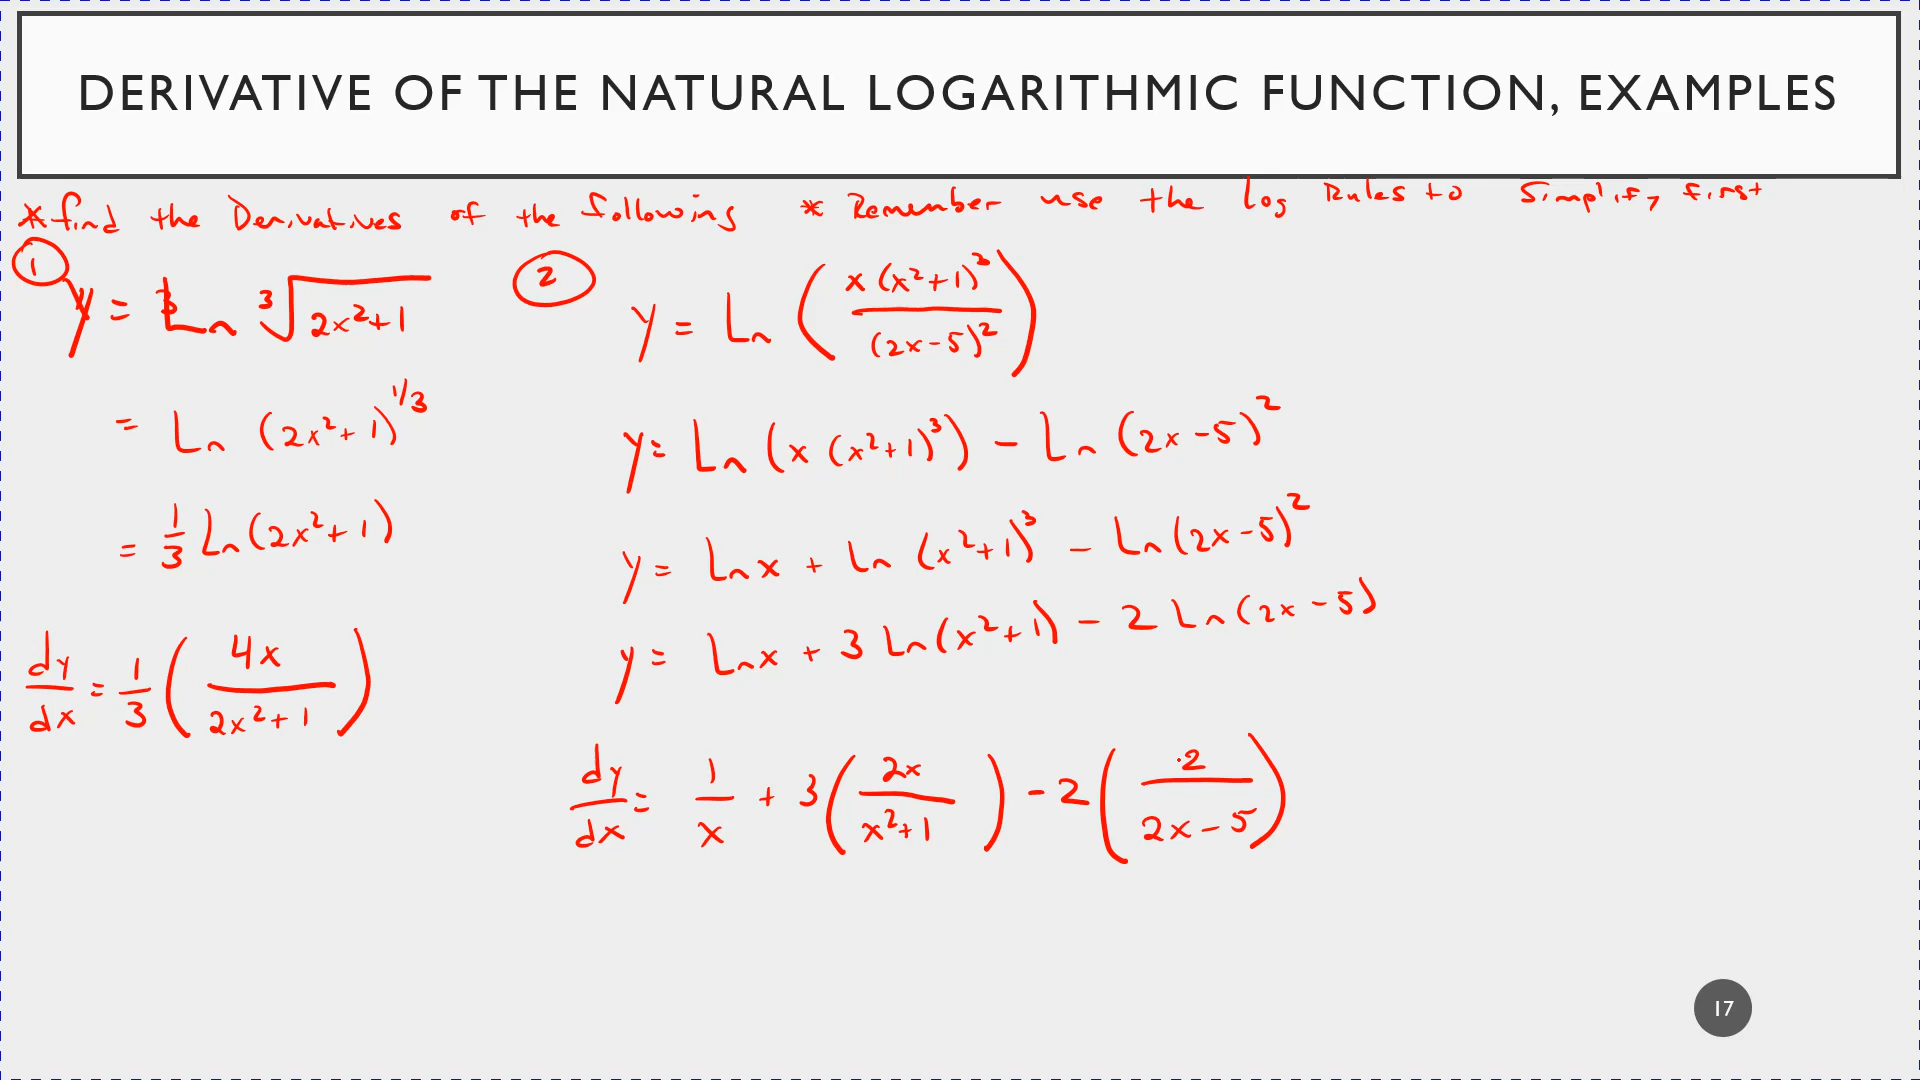 DERIVATIVE OF THE NATURAL LOGARITHMIC FUNCTION, EXAMPLES
*find the Derivatives of the following * Remember use the log Rules to Simplify first
①
y = Ln ∛(2x²+1)
= Ln (2x²+1)^(1/3)
= 1/3 Ln(2x²+1)
dy/dx = 1/3 (4x/(2x²+1))
②
y = Ln (x(x²+1)³/(2x-5)²)
y = Ln (x (x²+1)³) - Ln (2x-5)²
y = Lnx + Ln (x²+1)³ - Ln (2x-5)²
y = Lnx + 3 Ln(x²+1) - 2 Ln(2x-5)
dy/dx = 1/x + 3(2x/(x²+1)) - 2(2/(2x-5))
17